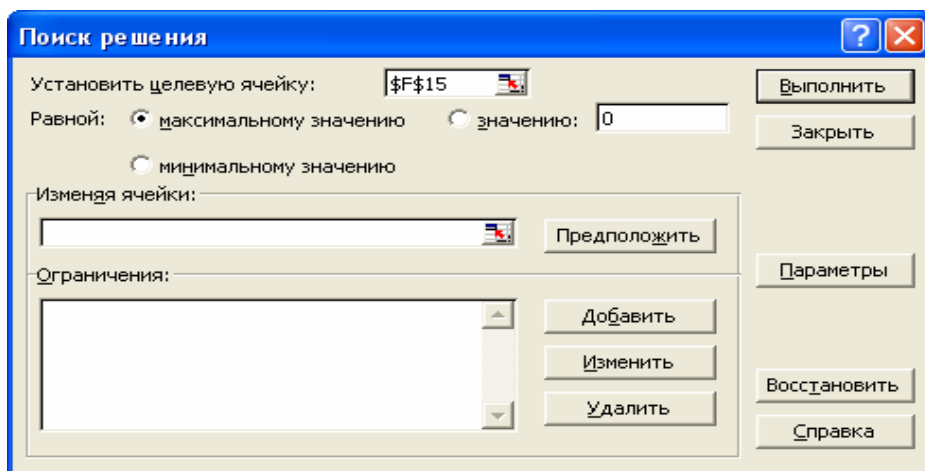 Поиск решения
Установить целевую ячейку: $F$15
Выполнить
Равной: максимальному значению значению: 0
Закрыть
минимальному значению
Изменяя ячейки:
Предположить
Ограничения:
Параметры
Добавить
Изменить
Восстановить
Удалить
Справка